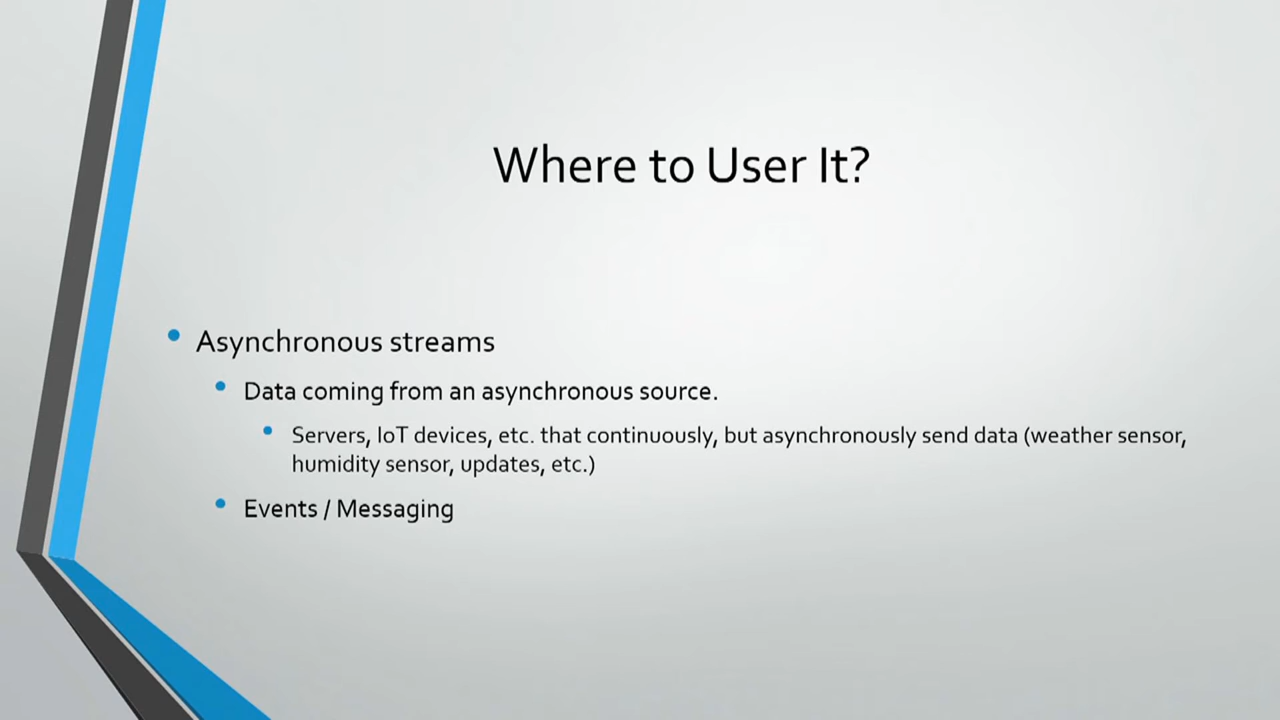 Where to User It?
• Asynchronous streams
• Data coming from an asynchronous source.
• Servers, IoT devices, etc. that continuously, but asynchronously send data (weather sensor,
humidity sensor, updates, etc.)
• Events / Messaging